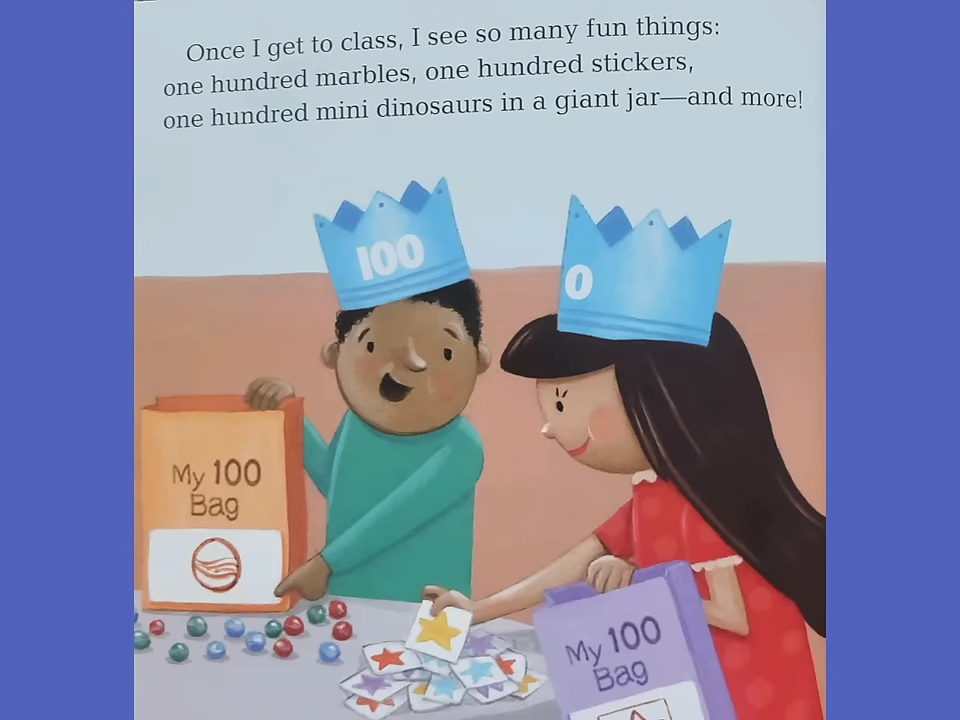 Once I get to class, I see so many fun things:
one hundred marbles, one hundred stickers,
one hundred mini dinosaurs in a giant jar—and more!
100
0
My 100
Bag
My 100
Bag